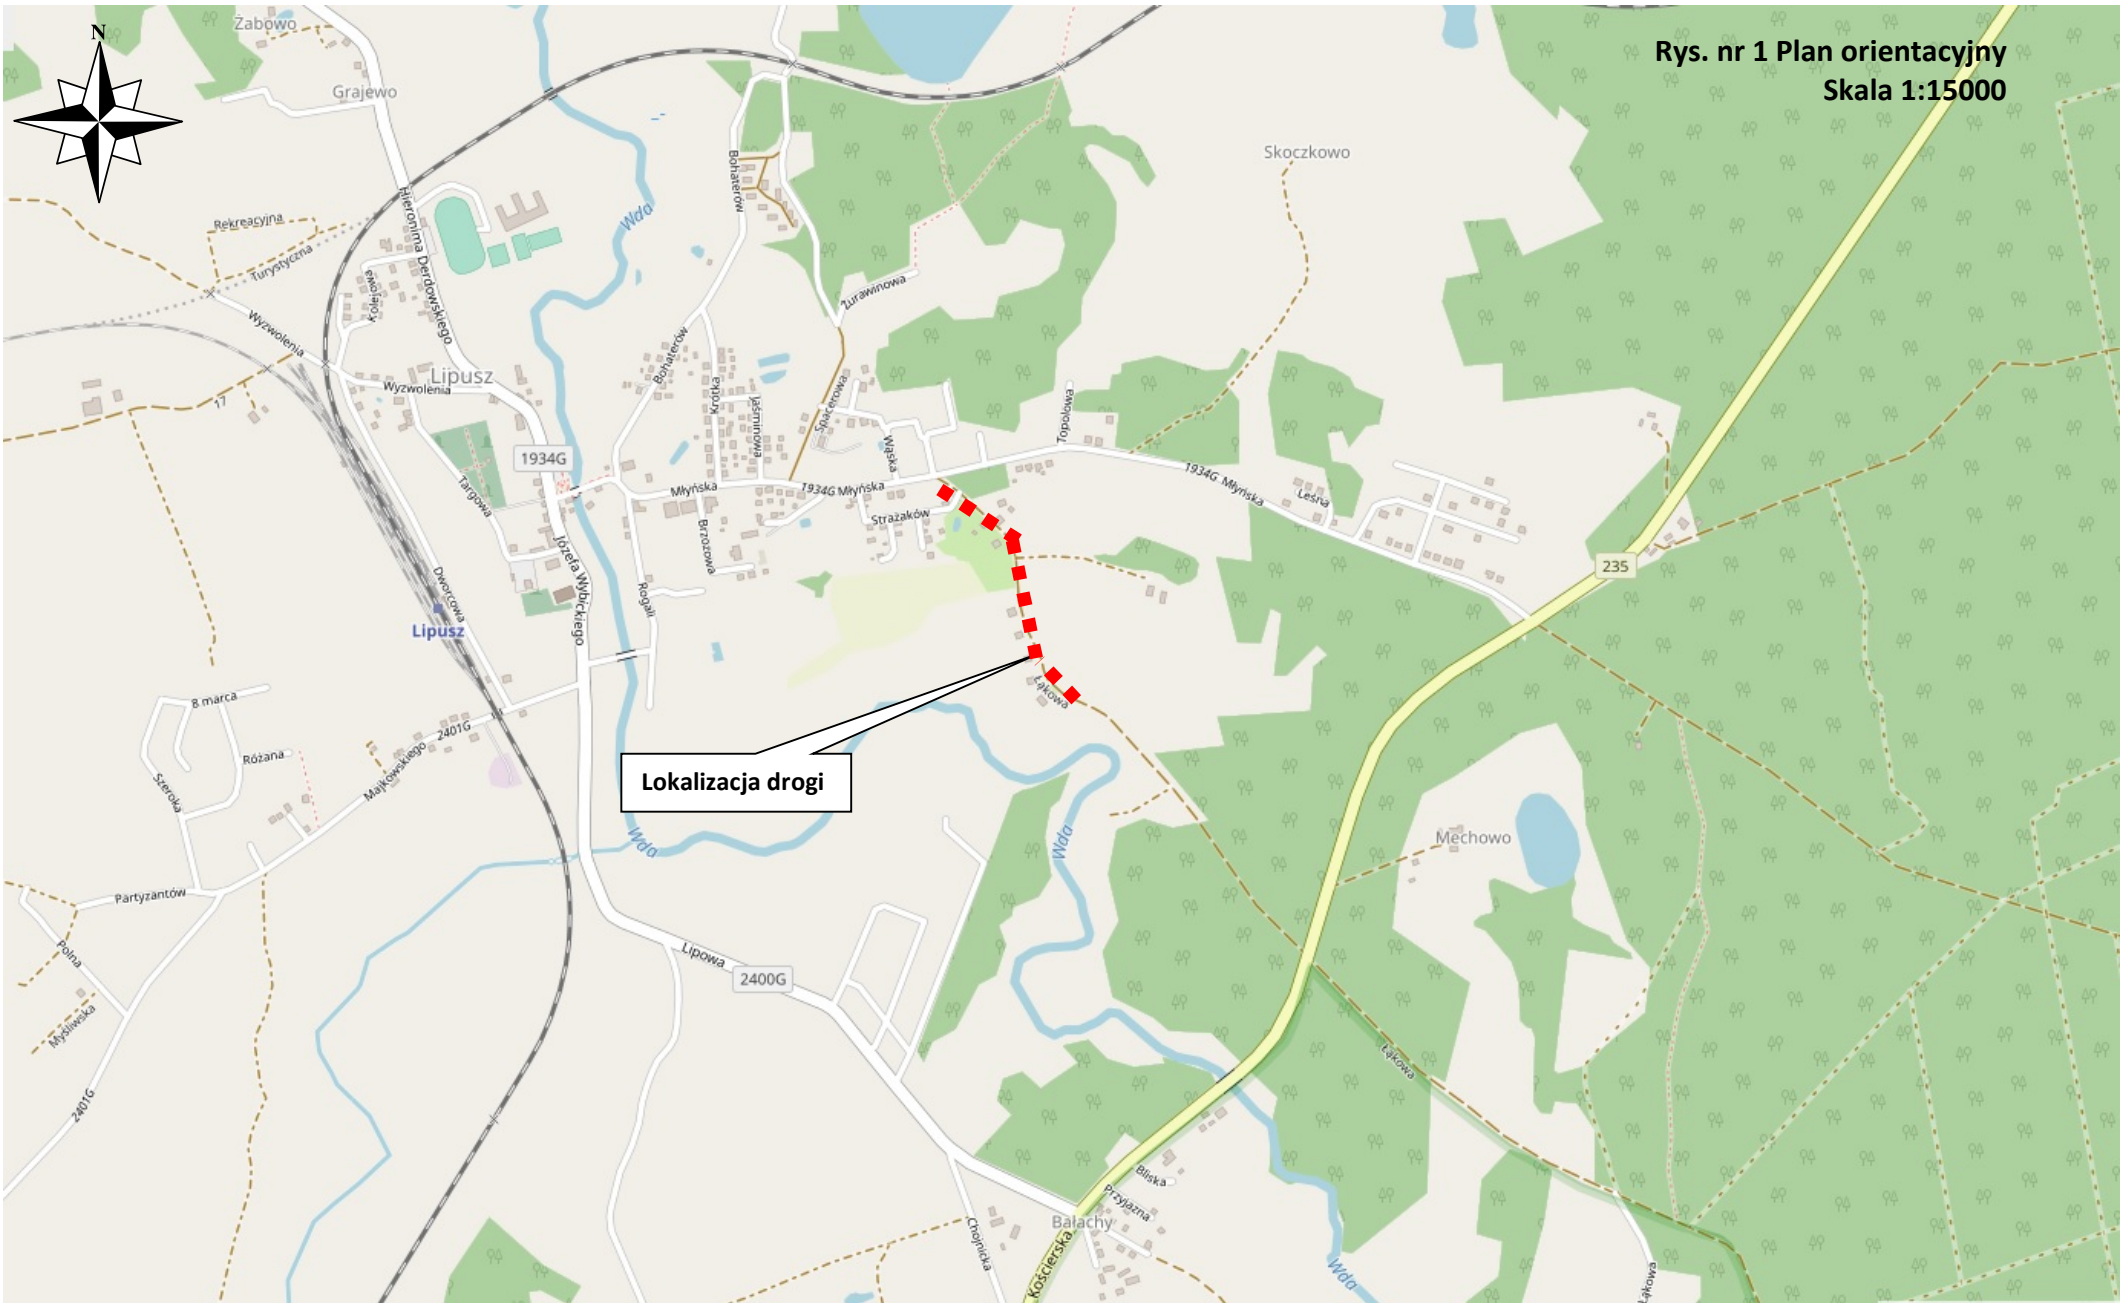 Żabowo
N
Rys. nr 1 Plan orientacyjny
Skala 1:15000
Grajewo
Skoczkowo
Bohaterów
Hieronima Derdowskiego
Wda
Rekreacyjna
Turystyczna
Kolejowa
Żurawinowa
Wyzwolenia
Bohaterów
Lipusz
Wyzwolenia
Krótka
Jaśminowa
Spacerowa
Topolowa
17
Wąska
1934G
Targowa
Młyńska
1934G Młyńska
1934G Młyńska
Leśna
Strażaków
Brzozowa
Józefa Wybickiego
235
Dworcowa
Rogali
Lipusz
8 marca
Łąkowa
2401G
Różana
Majkowskiego
Szeroka
Lokalizacja drogi
Wda
Wda
Mechowo
Partyzantów
Polna
Lipowa
2400G
Myśliwska
Łąkowa
2401G
Bliska
Przyjazna
Bałachy
Chojnicka
Kościerska
Wda
Łąkowa